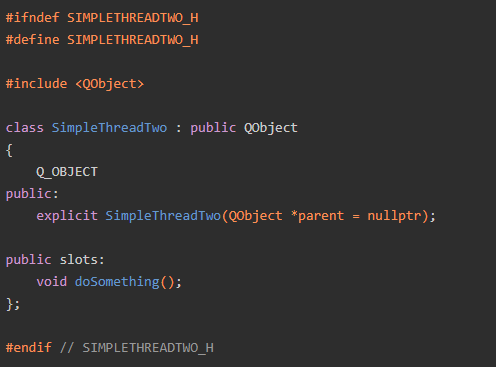 #ifndef SIMPLETHREADTWO_H
#define SIMPLETHREADTWO_H
#include <QObject>
class SimpleThreadTwo : public QObject
{
    Q_OBJECT
public:
    explicit SimpleThreadTwo(QObject *parent = nullptr);
public slots:
    void doSomething();
};
#endif // SIMPLETHREADTWO_H